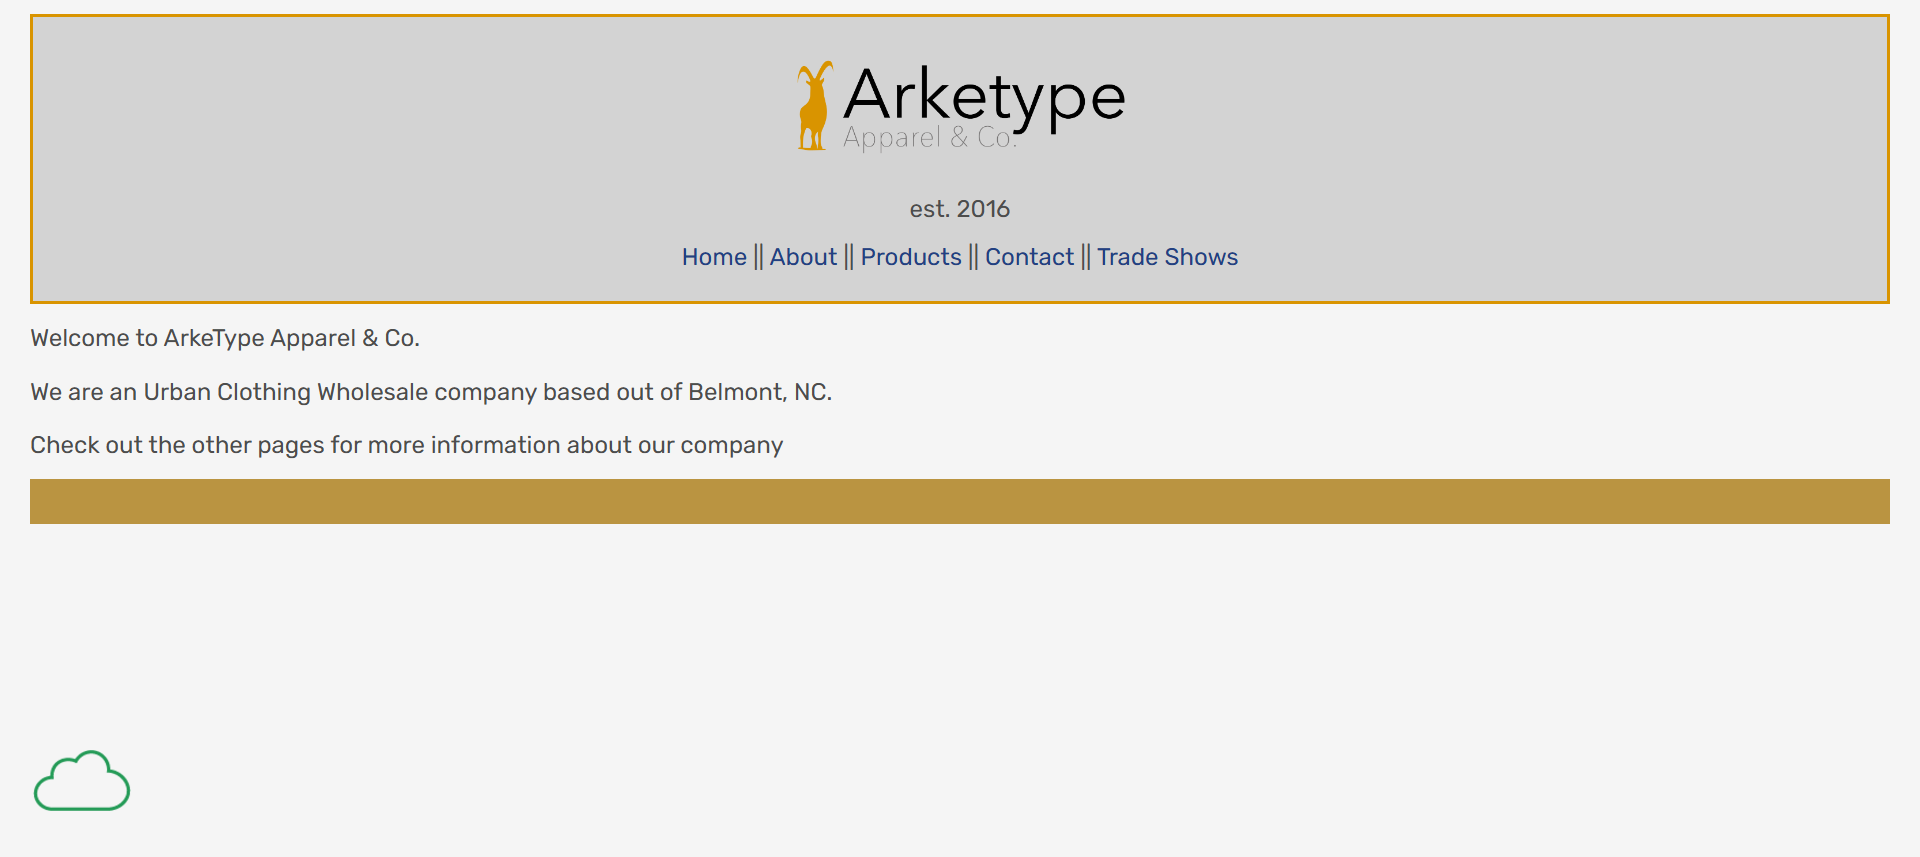 Arketype
Apparel & Co.
est. 2016
Home || About || Products || Contact || Trade Shows
Welcome to ArkeType Apparel & Co.
We are an Urban Clothing Wholesale company based out of Belmont, NC.
Check out the other pages for more information about our company